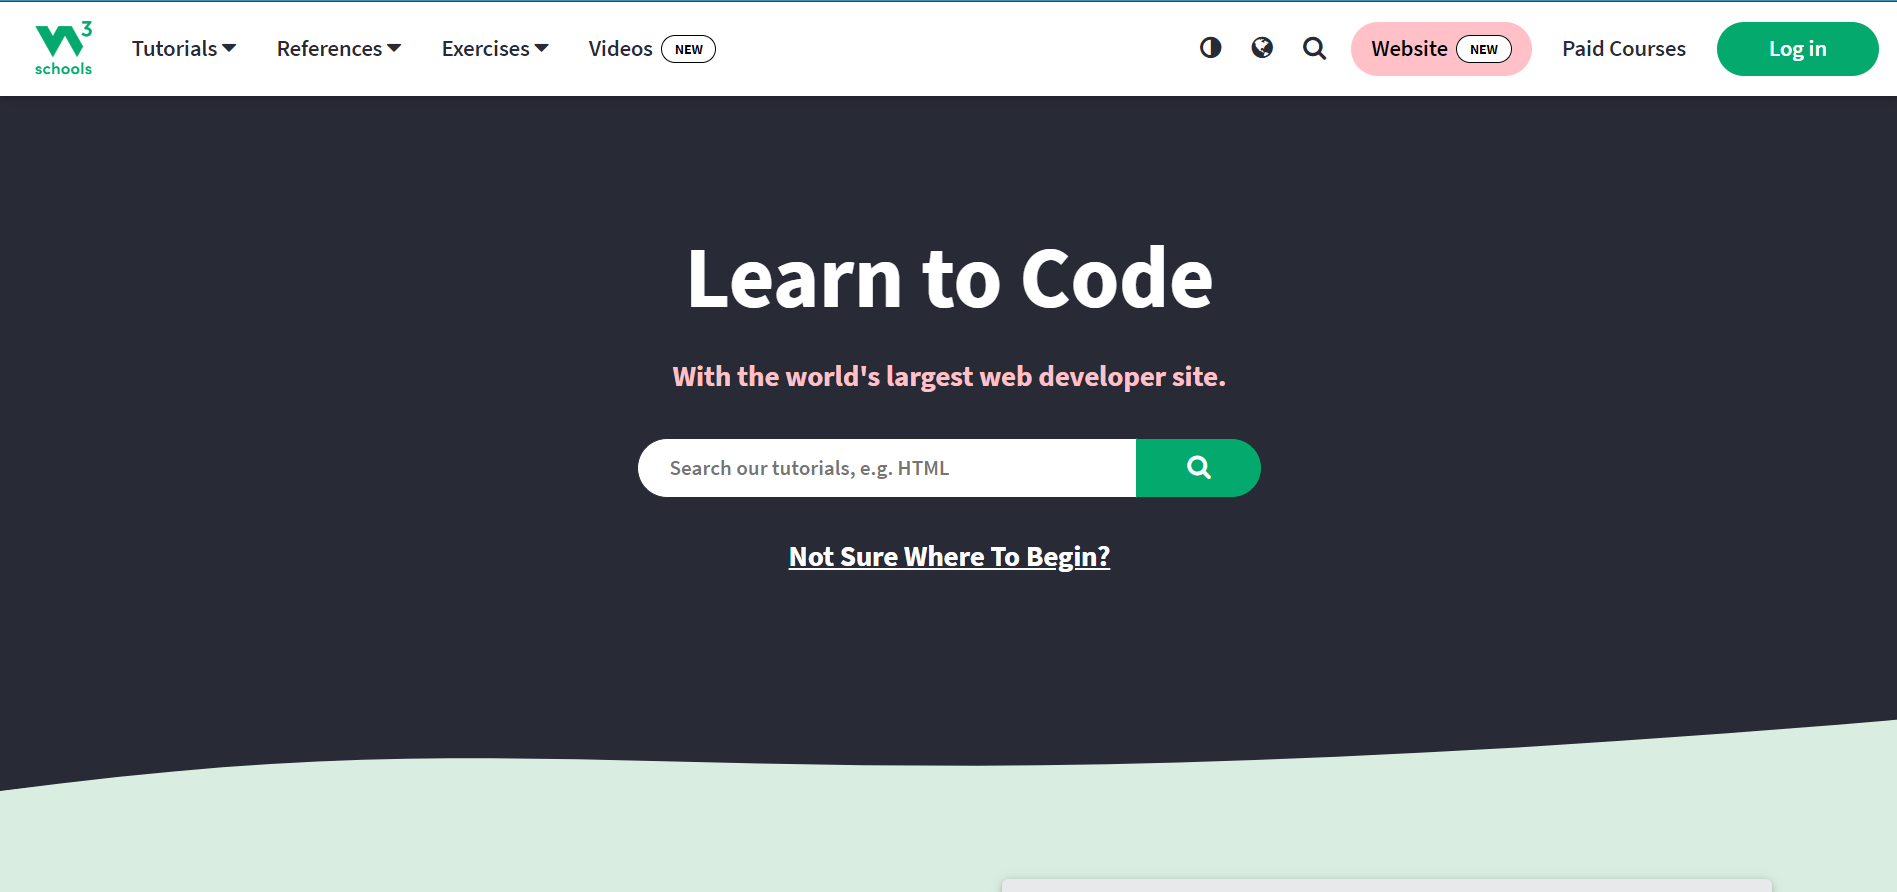 W3 schools
Tutorials References Exercises Videos NEW Website NEW Paid Courses Log in
Learn to Code
With the world's largest web developer site.
Search our tutorials, e.g. HTML
Not Sure Where To Begin?